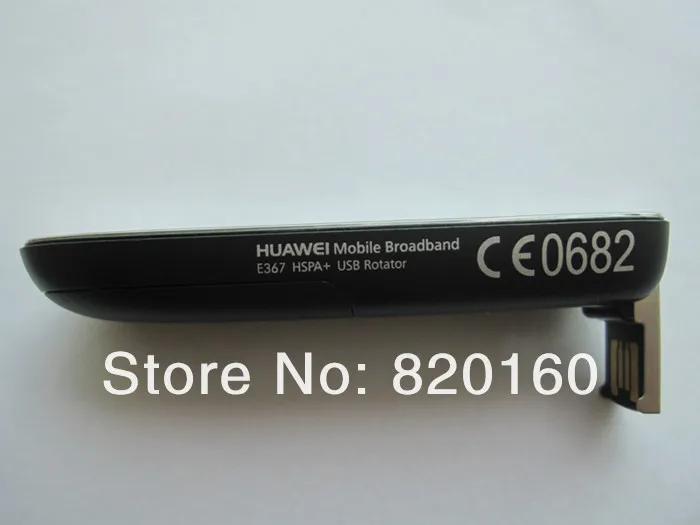 HUAWEI Mobile Broadband
E367 HSPA+ USB Rotator
CE0682
Store No: 820160